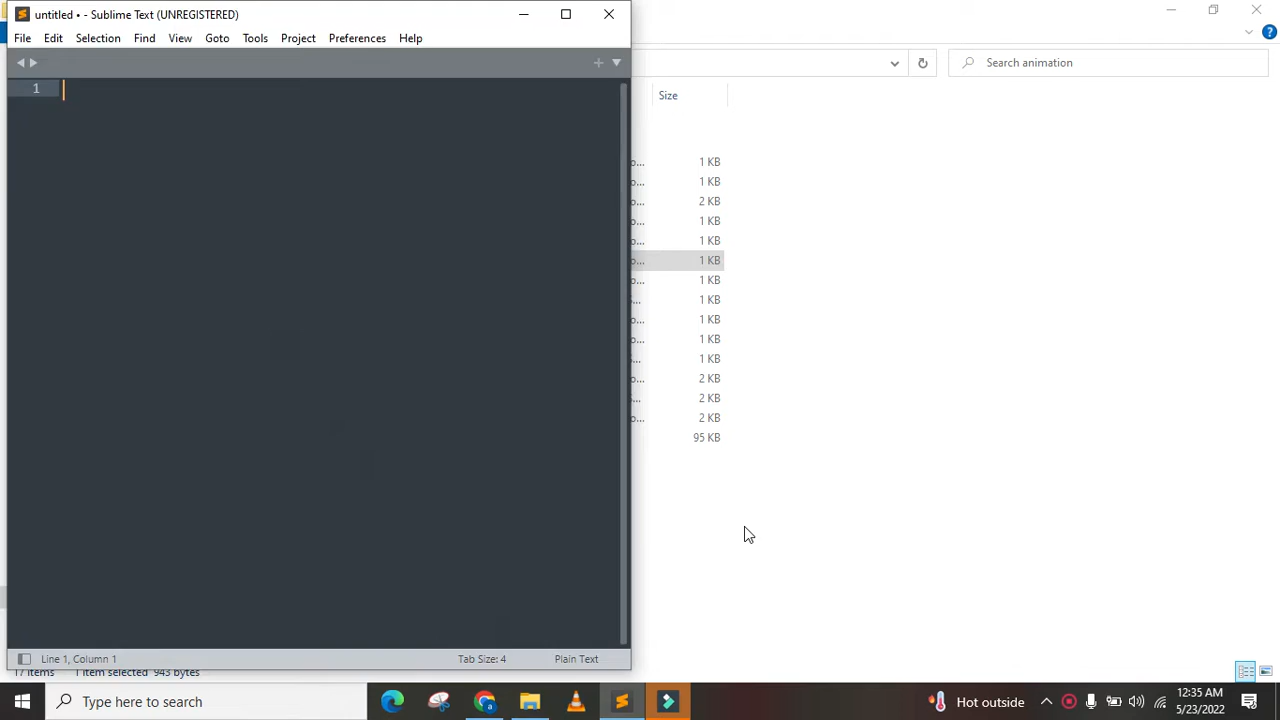 untitled • - Sublime Text (UNREGISTERED)
File Edit Selection Find View Goto Tools Project Preferences Help
Search animation
1
Size
o... 1 KB
o... 1 KB
o... 2 KB
o... 1 KB
o... 1 KB
o... 1 KB
o... 1 KB
... 1 KB
o... 1 KB
o... 1 KB
... 1 KB
o... 2 KB
... 2 KB
o... 2 KB
95 KB
Line 1, Column 1 Tab Size: 4 Plain Text
17 items 1 item selected 943 bytes
Type here to search
Hot outside
12:35 AM
5/23/2022